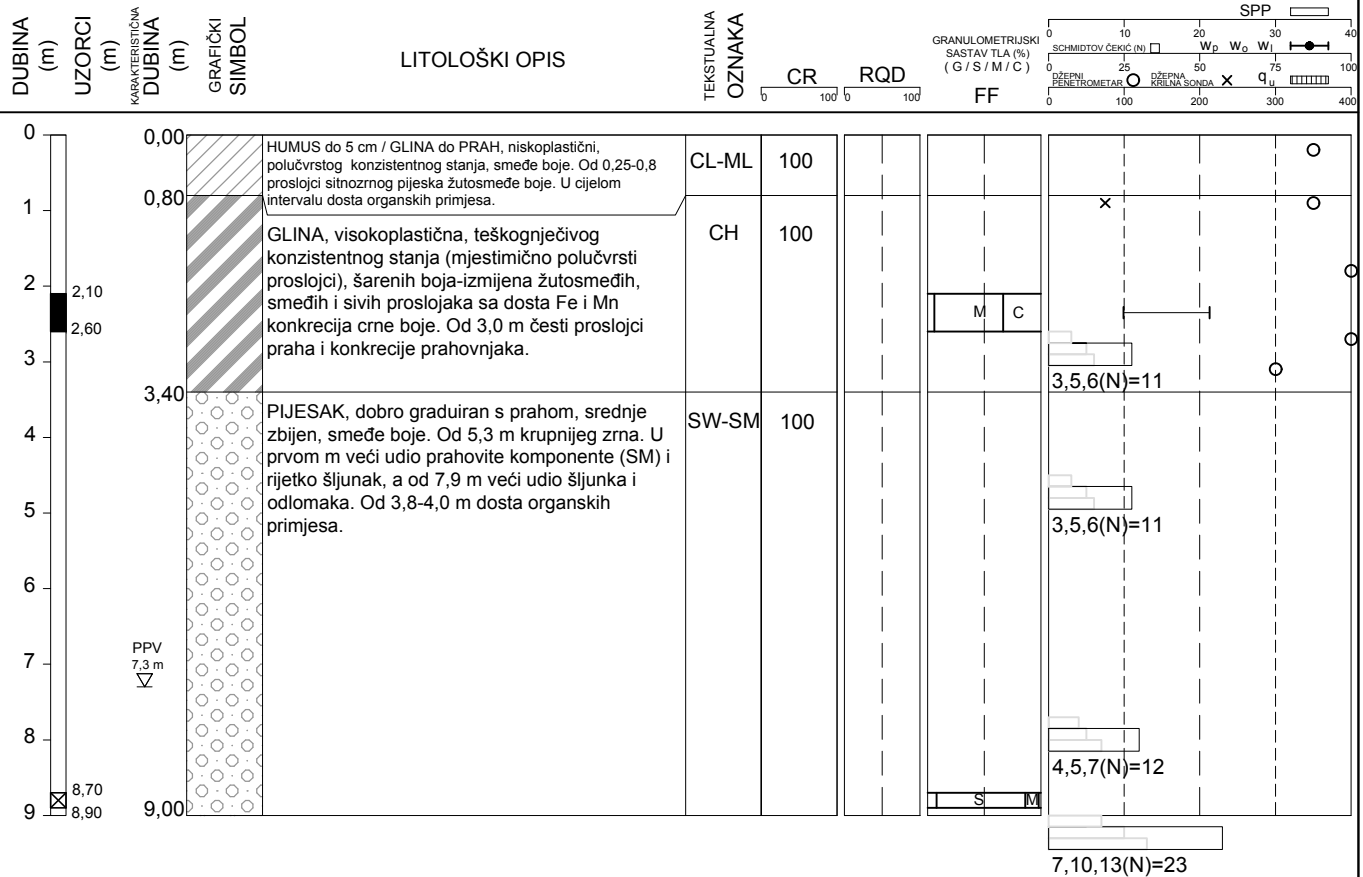 DUBINA
(m)
UZORCI
(m)
KARAKTERISTIČNA
DUBINA
(m)
GRAFIČKI
SIMBOL
LITOLOŠKI OPIS
TEKSTUALNA
OZNAKA
CR
0 100
RQD
0 100
GRANULOMETRIJSKI
SASTAV TLA (%)
( G / S / M / C )
FF
SPP
0 10 20 30 40
SCHMIDTOV ČEKIĆ (N) Wp Wo Wl
0 25 50 75 100
DŽEPNI
PENETROMETAR
DŽEPNA
KRILNA SONDA
qu
0 100 200 300 400
0
1
2
3
4
5
6
7
8
9
2,10
2,60
8,70
8,90
0,00
0,80
3,40
9,00
PPV
7,3 m
HUMUS do 5 cm / GLINA do PRAH, niskoplastični,
polučvrstog konzistentnog stanja, smeđe boje. Od 0,25-0,8
proslojci sitnozrnog pijeska žutosmeđe boje. U cijelom
intervalu dosta organskih primjesa.
CL-ML 100
GLINA, visokoplastična, teškognječivog
konzistentnog stanja (mjestimično polučvrsti
proslojci), šarenih boja-izmijena žutosmeđih,
smeđih i sivih proslojaka sa dosta Fe i Mn
konkrecija crne boje. Od 3,0 m česti proslojci
praha i konkrecije prahovnjaka.
CH 100
M C
3,5,6(N)=11
PIJESAK, dobro graduiran s prahom, srednje
zbijen, smeđe boje. Od 5,3 m krupnijeg zrna. U
prvom m veći udio prahovite komponente (SM) i
rijetko šljunak, a od 7,9 m veći udio šljunka i
odlomaka. Od 3,8-4,0 m dosta organskih
primjesa.
SW-SM 100
3,5,6(N)=11
4,5,7(N)=12
S M
7,10,13(N)=23